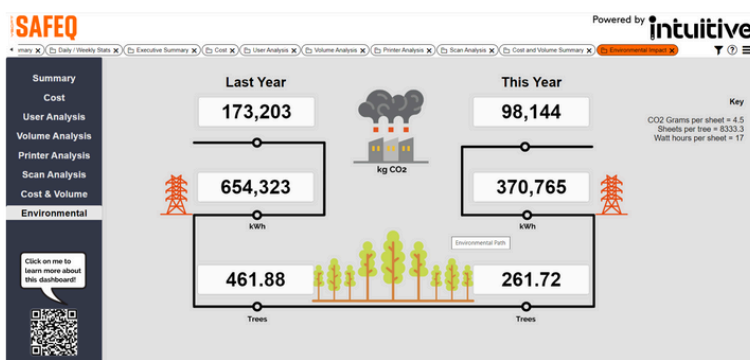 SAFEQ
Powered by intuitive
mary X Daily / Weekly Stats X Executive Summary X Cost X User Analysis X Volume Analysis X Printer Analysis X Scan Analysis X Cost and Volume Summary X Environmental Impact X
Summary
Cost
User Analysis
Volume Analysis
Printer Analysis
Scan Analysis
Cost & Volume
Environmental
Click on me to
learn more about
this dashboard!
Last Year
This Year
173,203
98,144
kg CO2
654,323
370,765
kWh
kWh
Environmental Path
461.88
261.72
Trees
Trees
Key
CO2 Grams per sheet = 4.5
Sheets per tree = 8333.3
Watt hours per sheet = 17